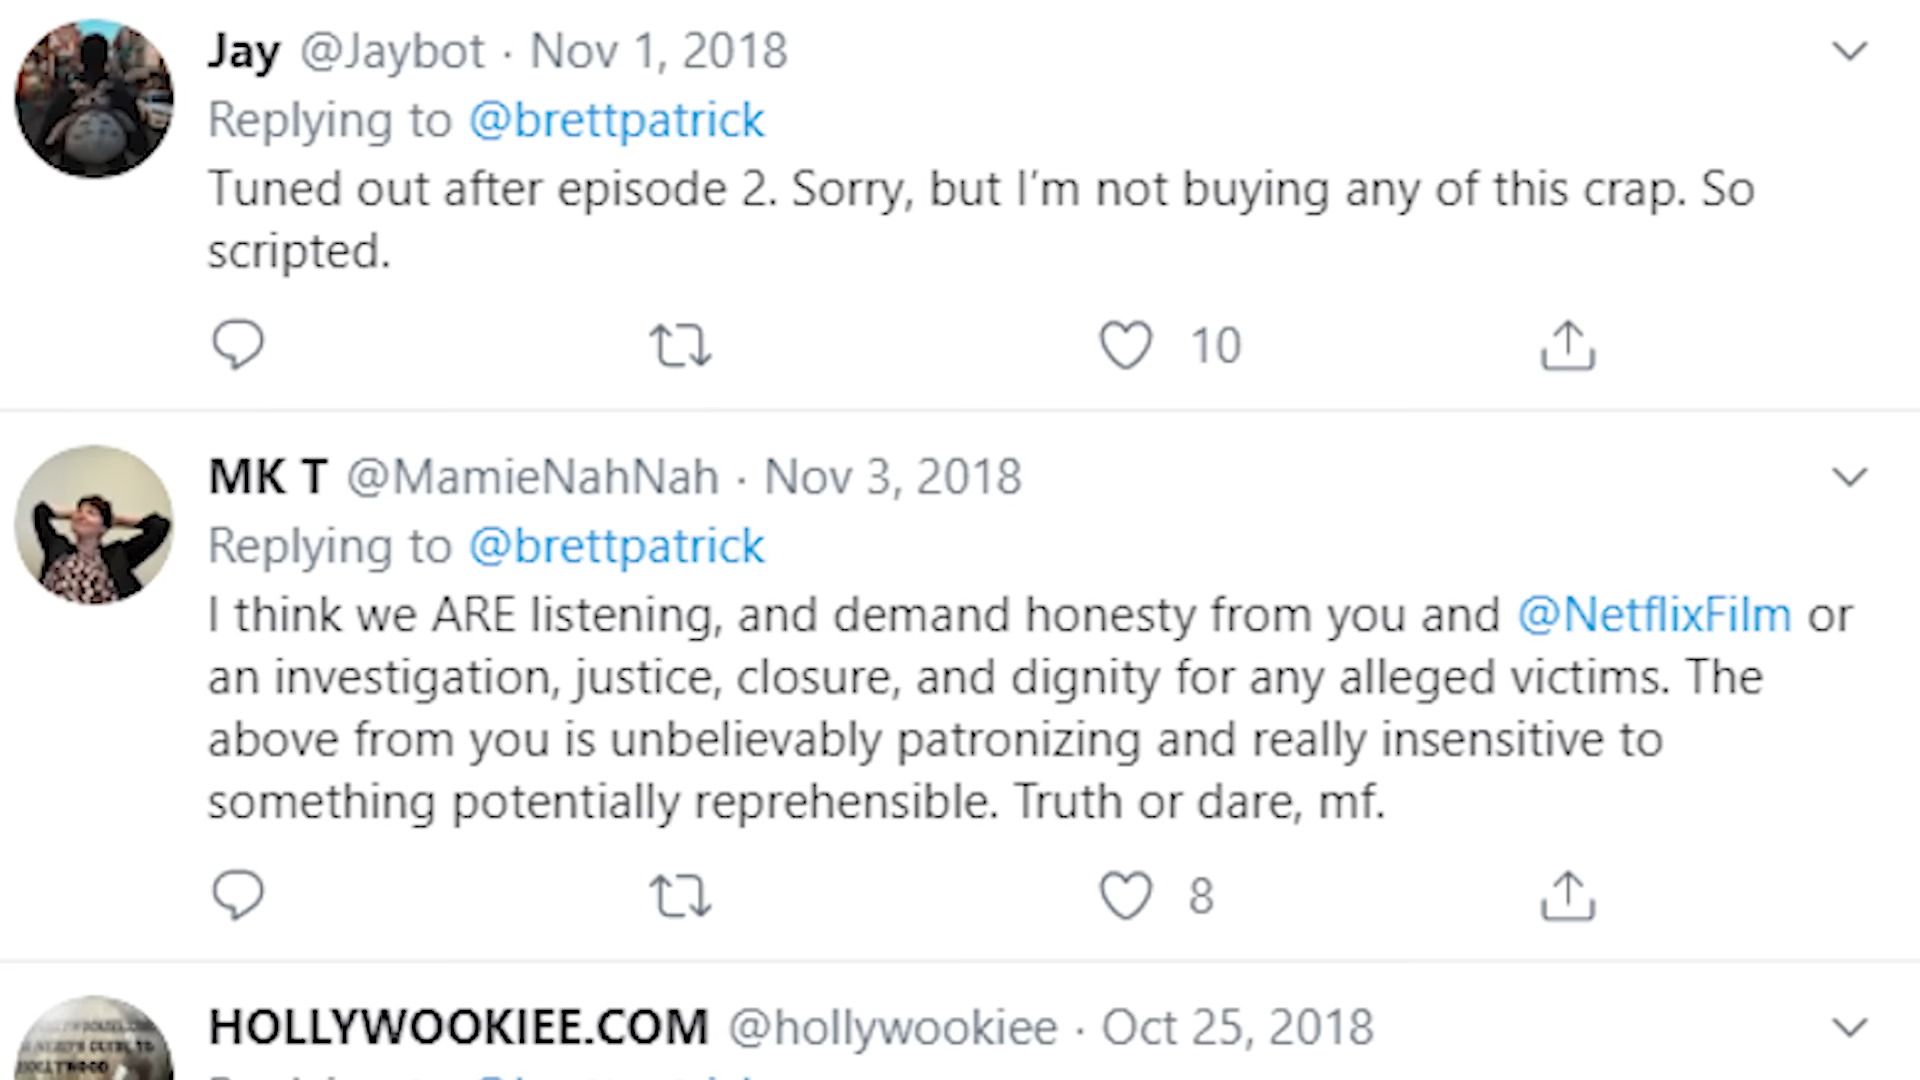 Jay @Jaybot · Nov 1, 2018
Replying to @brettpatrick
Tuned out after episode 2. Sorry, but I'm not buying any of this crap. So
scripted.
10
MK T @MamieNahNah · Nov 3, 2018
Replying to @brettpatrick
I think we ARE listening, and demand honesty from you and @NetflixFilm or
an investigation, justice, closure, and dignity for any alleged victims. The
above from you is unbelievably patronizing and really insensitive to
something potentially reprehensible. Truth or dare, mf.
8
HOLLYWOOKIEE.COM @hollywookiee · Oct 25, 2018